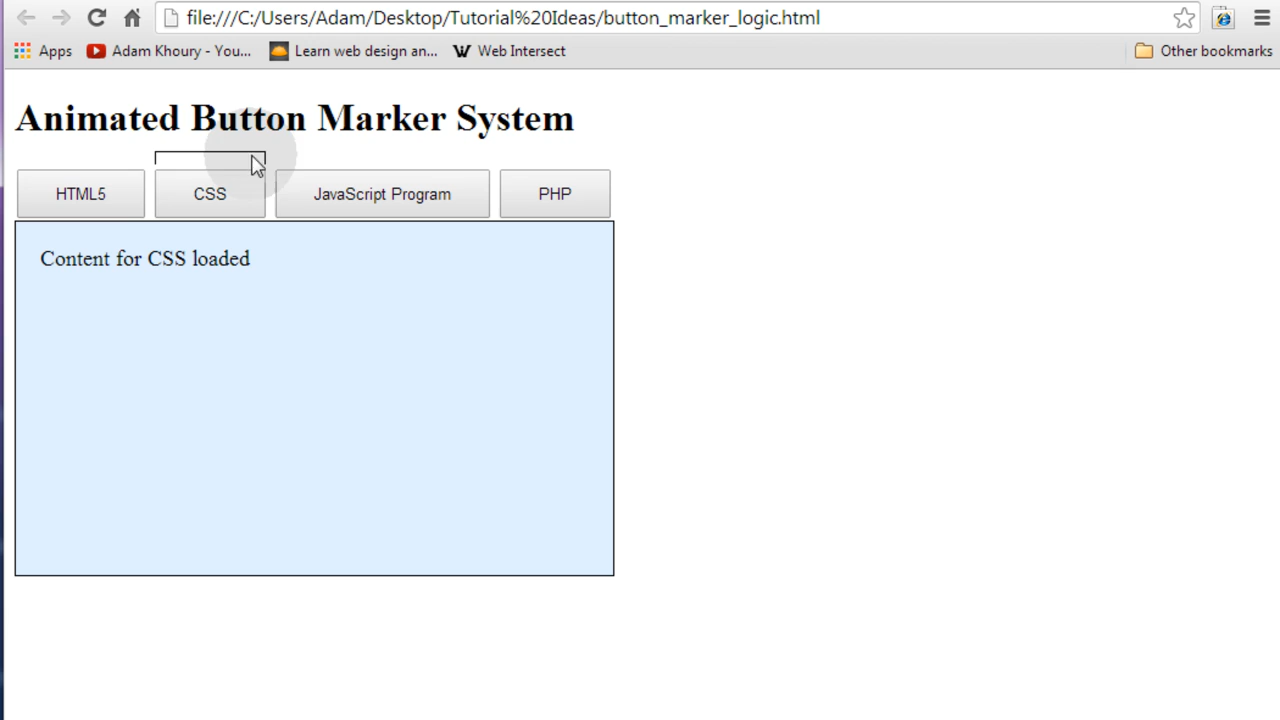 file:///C:/Users/Adam/Desktop/Tutorial%20Ideas/button_marker_logic.html
Apps Adam Khoury - You... Learn web design an... W Web Intersect Other bookmarks
Animated Button Marker System
HTML5 CSS JavaScript Program PHP
Content for CSS loaded